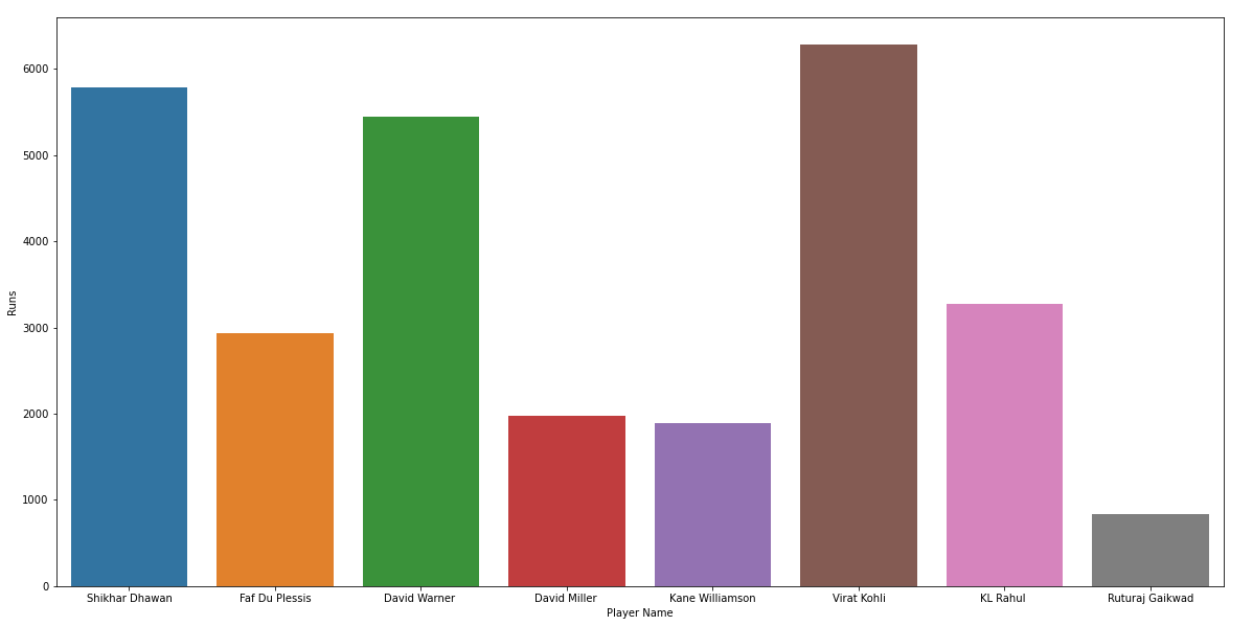 6000
5000
4000
3000
2000
1000
0
Runs
Shikhar Dhawan Faf Du Plessis David Warner David Miller Kane Williamson Virat Kohli KL Rahul Ruturaj Gaikwad
Player Name